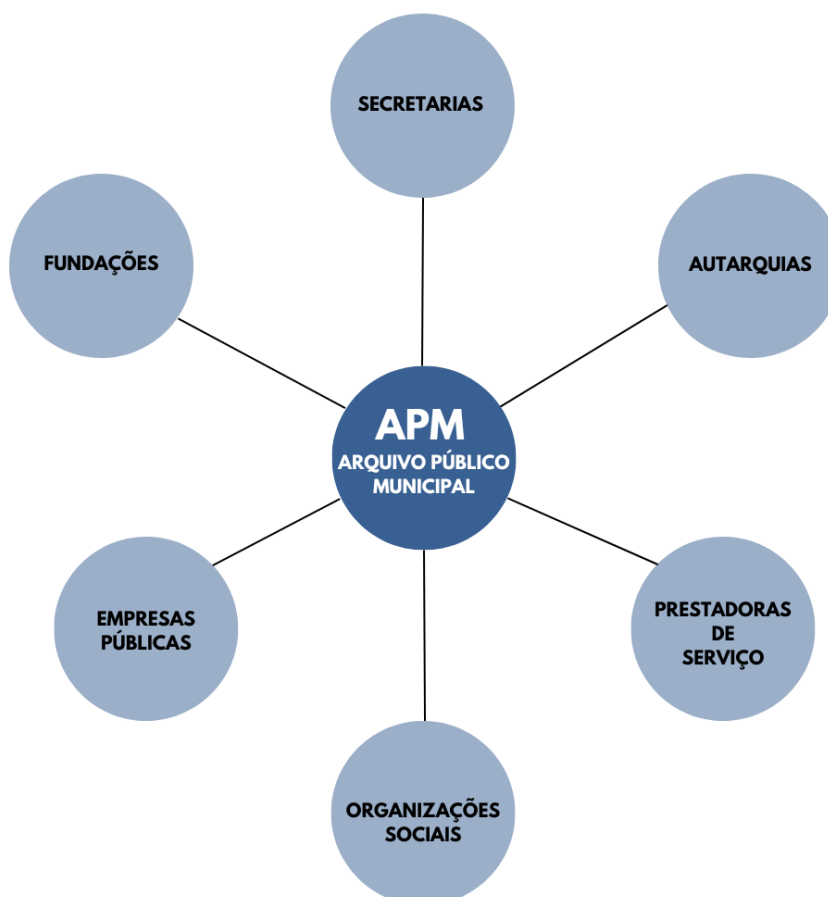 SECRETARIAS
FUNDAÇÕES
AUTARQUIAS
APM
ARQUIVO PÚBLICO
MUNICIPAL
EMPRESAS
PÚBLICAS
PRESTADORAS
DE
SERVIÇO
ORGANIZAÇÕES
SOCIAIS